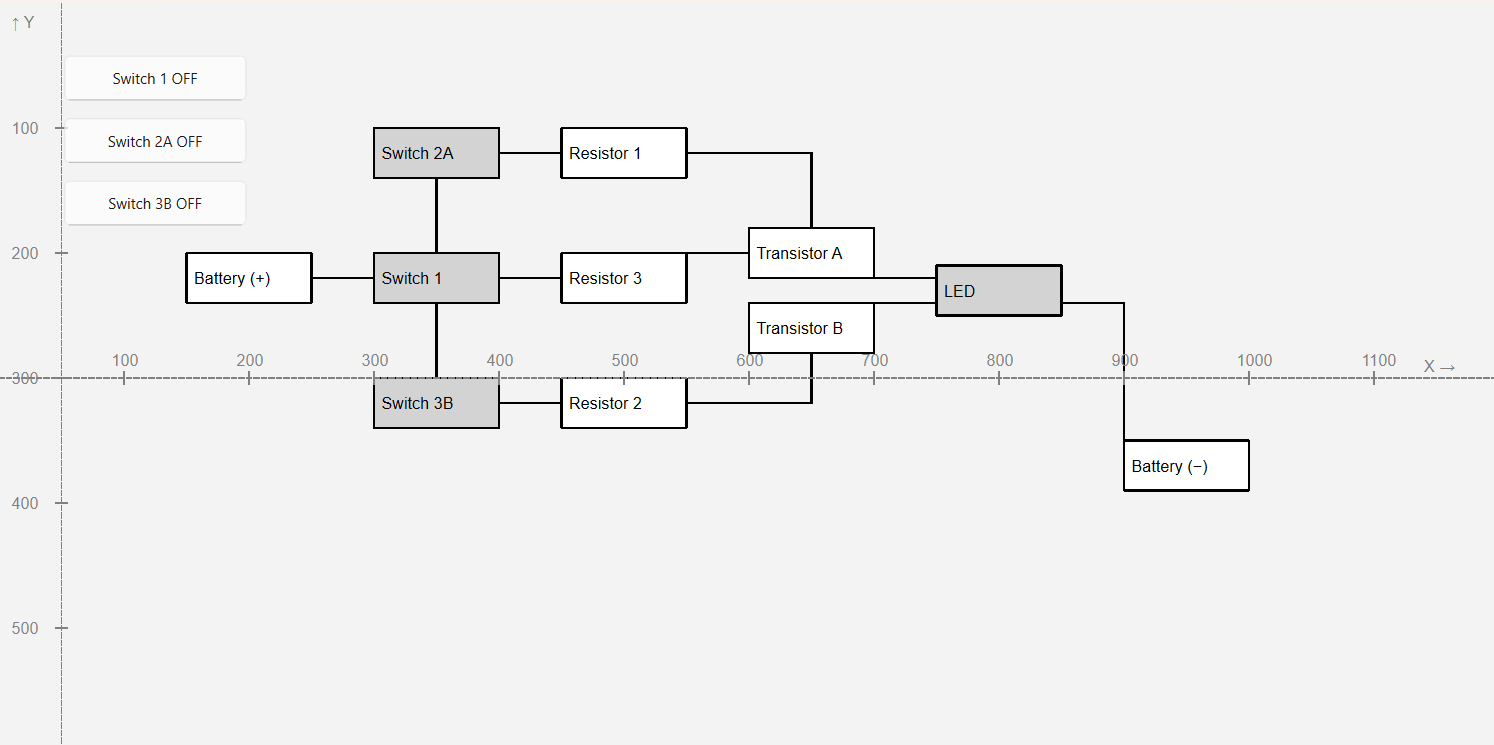 ↑ Y
Switch 1 OFF
100
Switch 2A OFF
Switch 2A
Resistor 1
Switch 3B OFF
200
Transistor A
Battery (+)
Switch 1
Resistor 3
LED
Transistor B
100 200 300 400 500 600 700 800 900 1000 1100 X →
300
Switch 3B
Resistor 2
Battery (−)
400
500